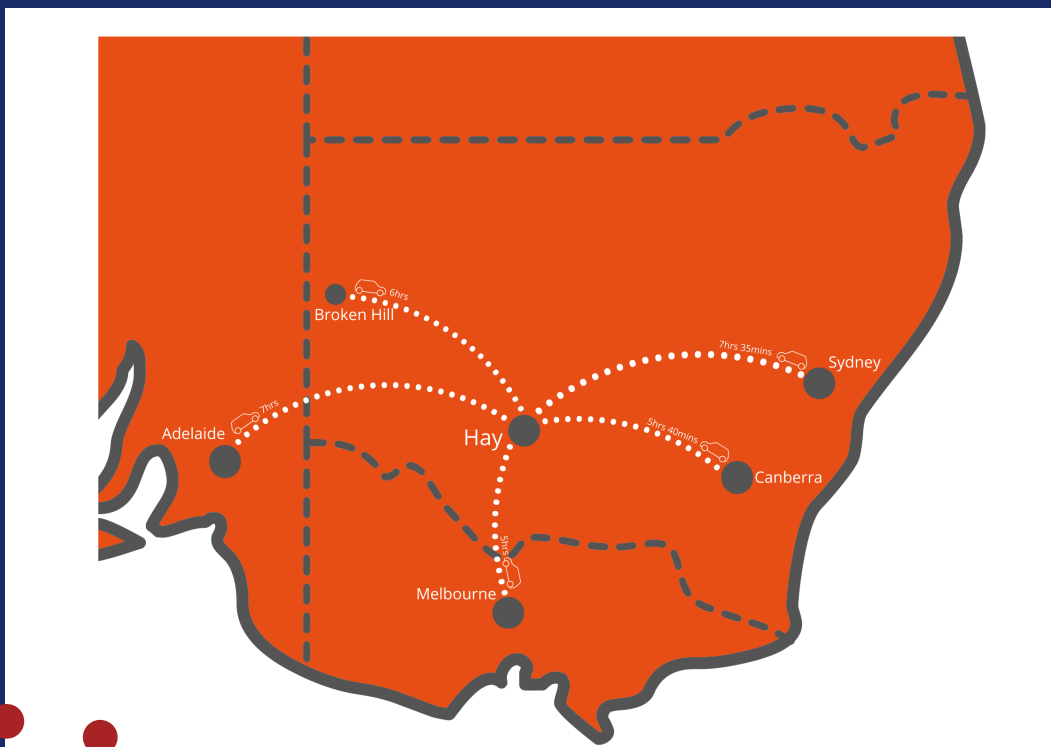 6hrs
Broken Hill
7hrs 35mins
Sydney
7hrs
Adelaide
Hay
5hrs 40mins
Canberra
5hrs
Melbourne